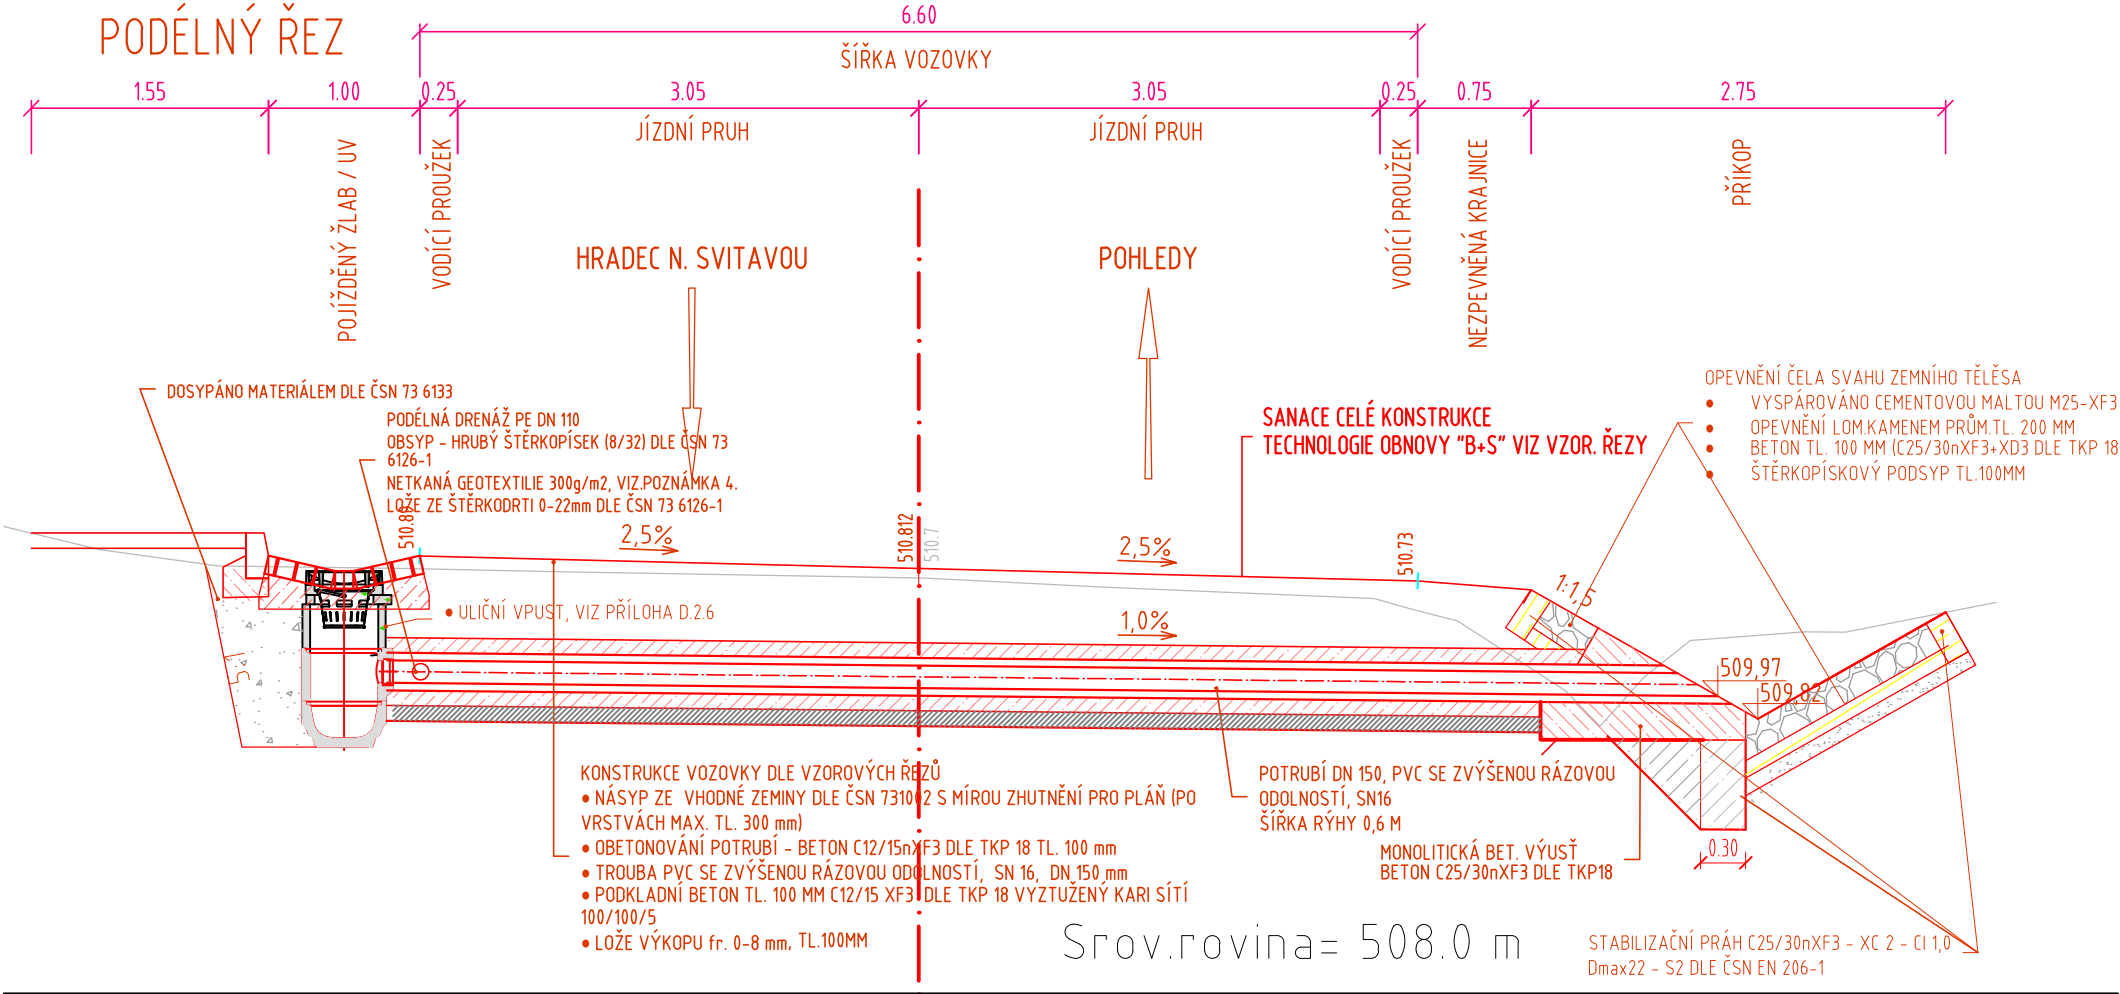 PODÉLNÝ ŘEZ
6.60
ŠÍŘKA VOZOVKY
1.55
1.00
0.25
3.05
3.05
0.25
0.75
2.75
JÍZDNÍ PRUH
JÍZDNÍ PRUH
POJÍŽDĚNÝ ŽLAB / UV
VODÍCÍ PROUŽEK
VODÍCÍ PROUŽEK
NEZPEVNĚNÁ KRAJNICE
PŘÍKOP
HRADEC N. SVITAVOU
POHLEDY
DOSYPÁNO MATERIÁLEM DLE ČSN 73 6133
PODÉLNÁ DRENÁŽ PE DN 110
OBSYP - HRUBÝ ŠTĚRKOPÍSEK (8/32) DLE ČSN 73
6126-1
NETKANÁ GEOTEXTILIE 300g/m2, VIZ.POZNÁMKA 4.
LOŽE ZE ŠTĚRKODRTI 0-22mm DLE ČSN 73 6126-1
SANACE CELÉ KONSTRUKCE
TECHNOLOGIE OBNOVY "B+S" VIZ VZOR. ŘEZY
OPEVNĚNÍ ČELA SVAHU ZEMNÍHO TĚLĚSA
• VYSPÁROVÁNO CEMENTOVOU MALTOU M25-XF3
• OPEVNĚNÍ LOM.KAMENEM PRŮM.TL. 200 MM
• BETON TL. 100 MM (C25/30nXF3+XD3 DLE TKP 18
• ŠTĚRKOPÍSKOVÝ PODSYP TL.100MM
2,5%
510.812
510.7
2,5%
510.73
1:1,5
• ULIČNÍ VPUST, VIZ PŘÍLOHA D.2.6
1,0%
509,97
509,82
KONSTRUKCE VOZOVKY DLE VZOROVÝCH ŘEZŮ
• NÁSYP ZE VHODNÉ ZEMINY DLE ČSN 731002 S MÍROU ZHUTNĚNÍ PRO PLÁŇ (PO
VRSTVÁCH MAX. TL. 300 mm)
• OBETONOVÁNÍ POTRUBÍ - BETON C12/15nXF3 DLE TKP 18 TL. 100 mm
• TROUBA PVC SE ZVÝŠENOU RÁZOVOU ODOLNOSTÍ, SN 16, DN 150 mm
• PODKLADNÍ BETON TL. 100 MM C12/15 XF3 DLE TKP 18 VYZTUŽENÝ KARI SÍTÍ
100/100/5
• LOŽE VÝKOPU fr. 0-8 mm, TL.100MM
POTRUBÍ DN 150, PVC SE ZVÝŠENOU RÁZOVOU
ODOLNOSTÍ, SN16
ŠÍŘKA RÝHY 0,6 M
MONOLITICKÁ BET. VÝUSŤ
BETON C25/30nXF3 DLE TKP18
0.30
Srov.rovina= 508.0 m
STABILIZAČNÍ PRÁH C25/30nXF3 - XC 2 - Cl 1,0
Dmax22 - S2 DLE ČSN EN 206-1